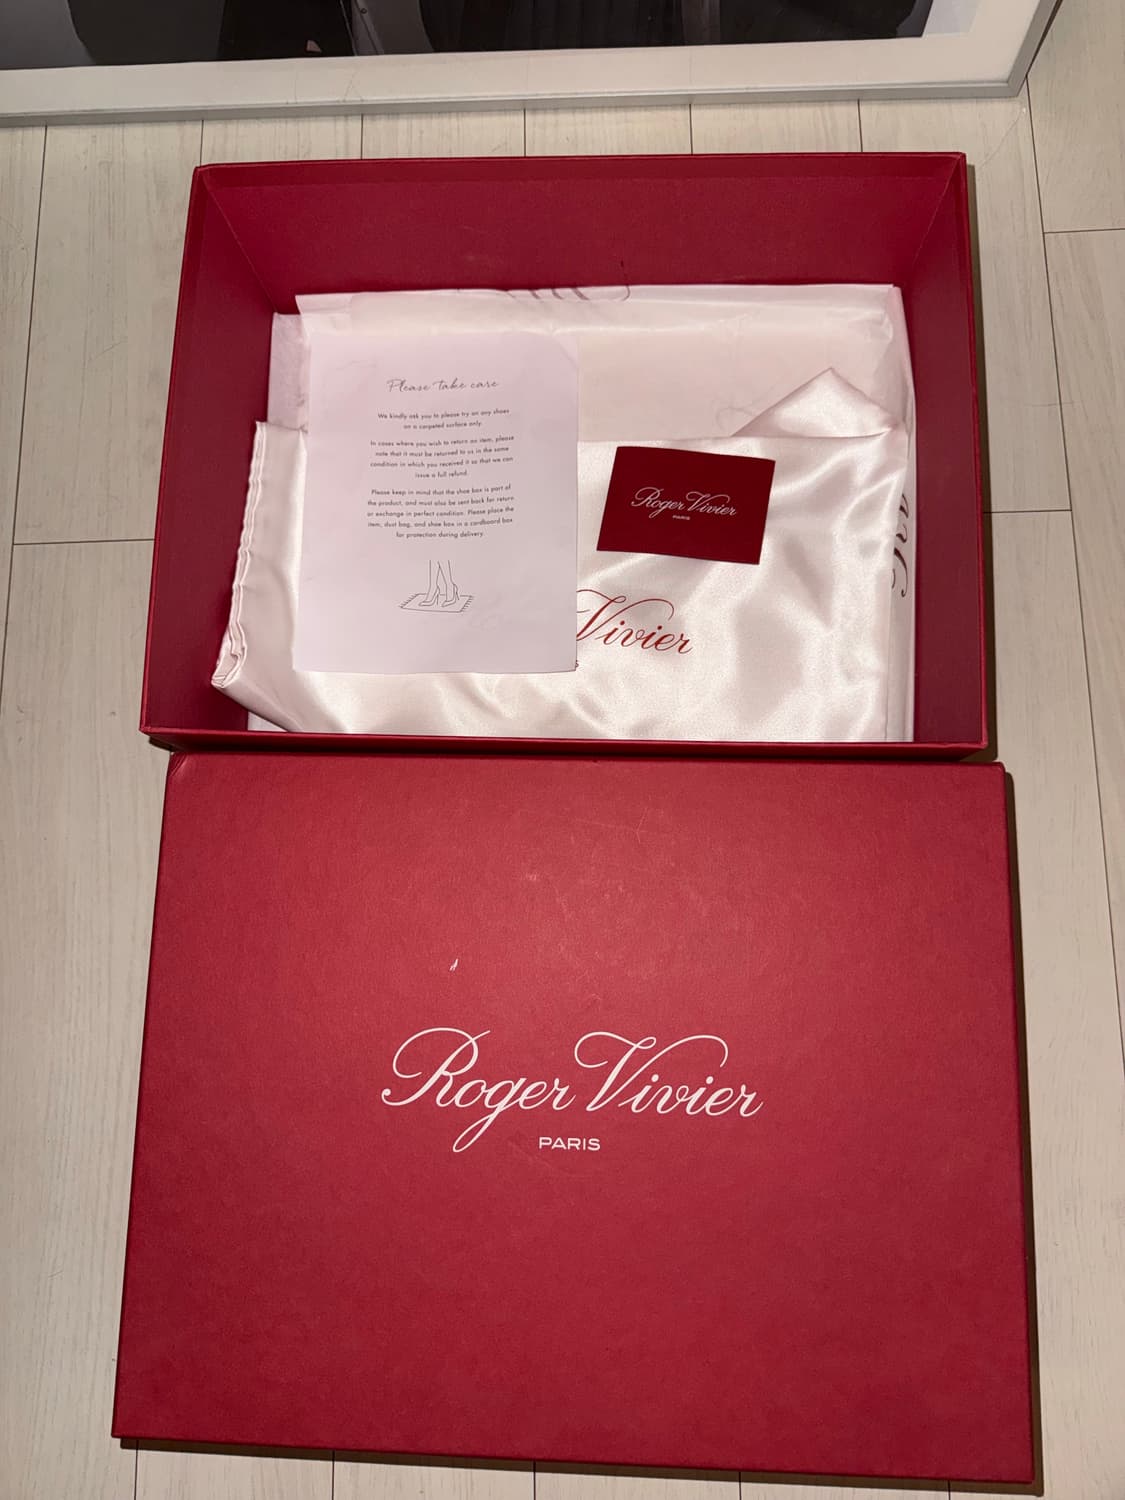 Please take care
We kindly ask you to please try on any shoes
on a carpeted surface only.
In cases where you wish to return an item, please
note that it must be returned to us in the same
condition in which you received it so that we can
issue a full refund.
Please keep in mind that the shoe box is part of
the product, and must also be sent back for return
or exchange in perfect condition. Please place the
item, dust bag, and shoe box in a cardboard box
for protection during delivery.
Roger Vivier
PARIS
Vivier
S
Roger Vivier
PARIS